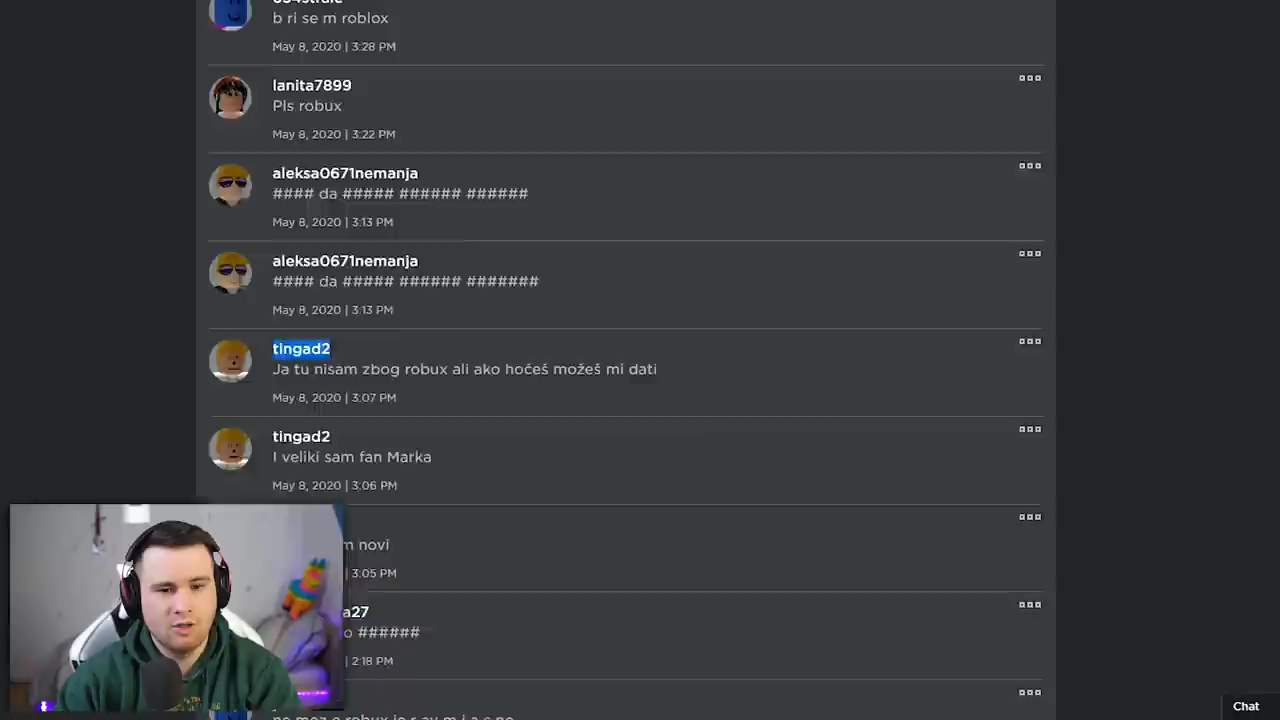 b ri se m roblox
May 8, 2020 | 3:28 PM
lanita7899
Pls robux
May 8, 2020 | 3:22 PM
aleksa0671nemanja
#### da ##### ###### ######
May 8, 2020 | 3:13 PM
aleksa0671nemanja
#### da ##### ###### #######
May 8, 2020 | 3:13 PM
tingad2
Ja tu nisam zbog robux ali ako hočeš možeš mi dati
May 8, 2020 | 3:07 PM
tingad2
I veliki sam fan Marka
May 8, 2020 | 3:06 PM
m novi
| 3:05 PM
a27
o ######
| 2:18 PM
Chat